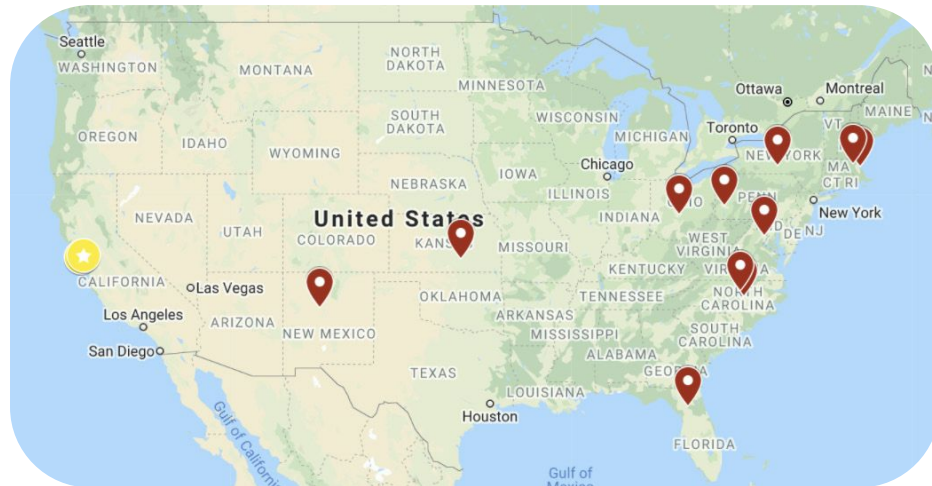 Seattle
WASHINGTON
MONTANA
NORTH
DAKOTA
MINNESOTA
Ottawa
Montreal
VT
MAINE
N
OREGON
IDAHO
WYOMING
SOUTH
DAKOTA
WISCONSIN
MICHIGAN
Toronto
NEW YORK
MA
CT RI
NEBRASKA
IOWA
Chicago
ILLINOIS
INDIANA
OHIO
PENN
New York
NEVADA
UTAH
United States
COLORADO
KANSAS
MISSOURI
WEST
VIRGINIA
MD
DE
NJ
CALIFORNIA
Las Vegas
KENTUCKY
VIRGINIA
Los Angeles
ARIZONA
NEW MEXICO
OKLAHOMA
TENNESSEE
NORTH
CAROLINA
ARKANSAS
San Diego
MISSISSIPPI
SOUTH
CAROLINA
TEXAS
ALABAMA
GEORGIA
LOUISIANA
Houston
Gulf of California
FLORIDA
Gulf of
Mexico